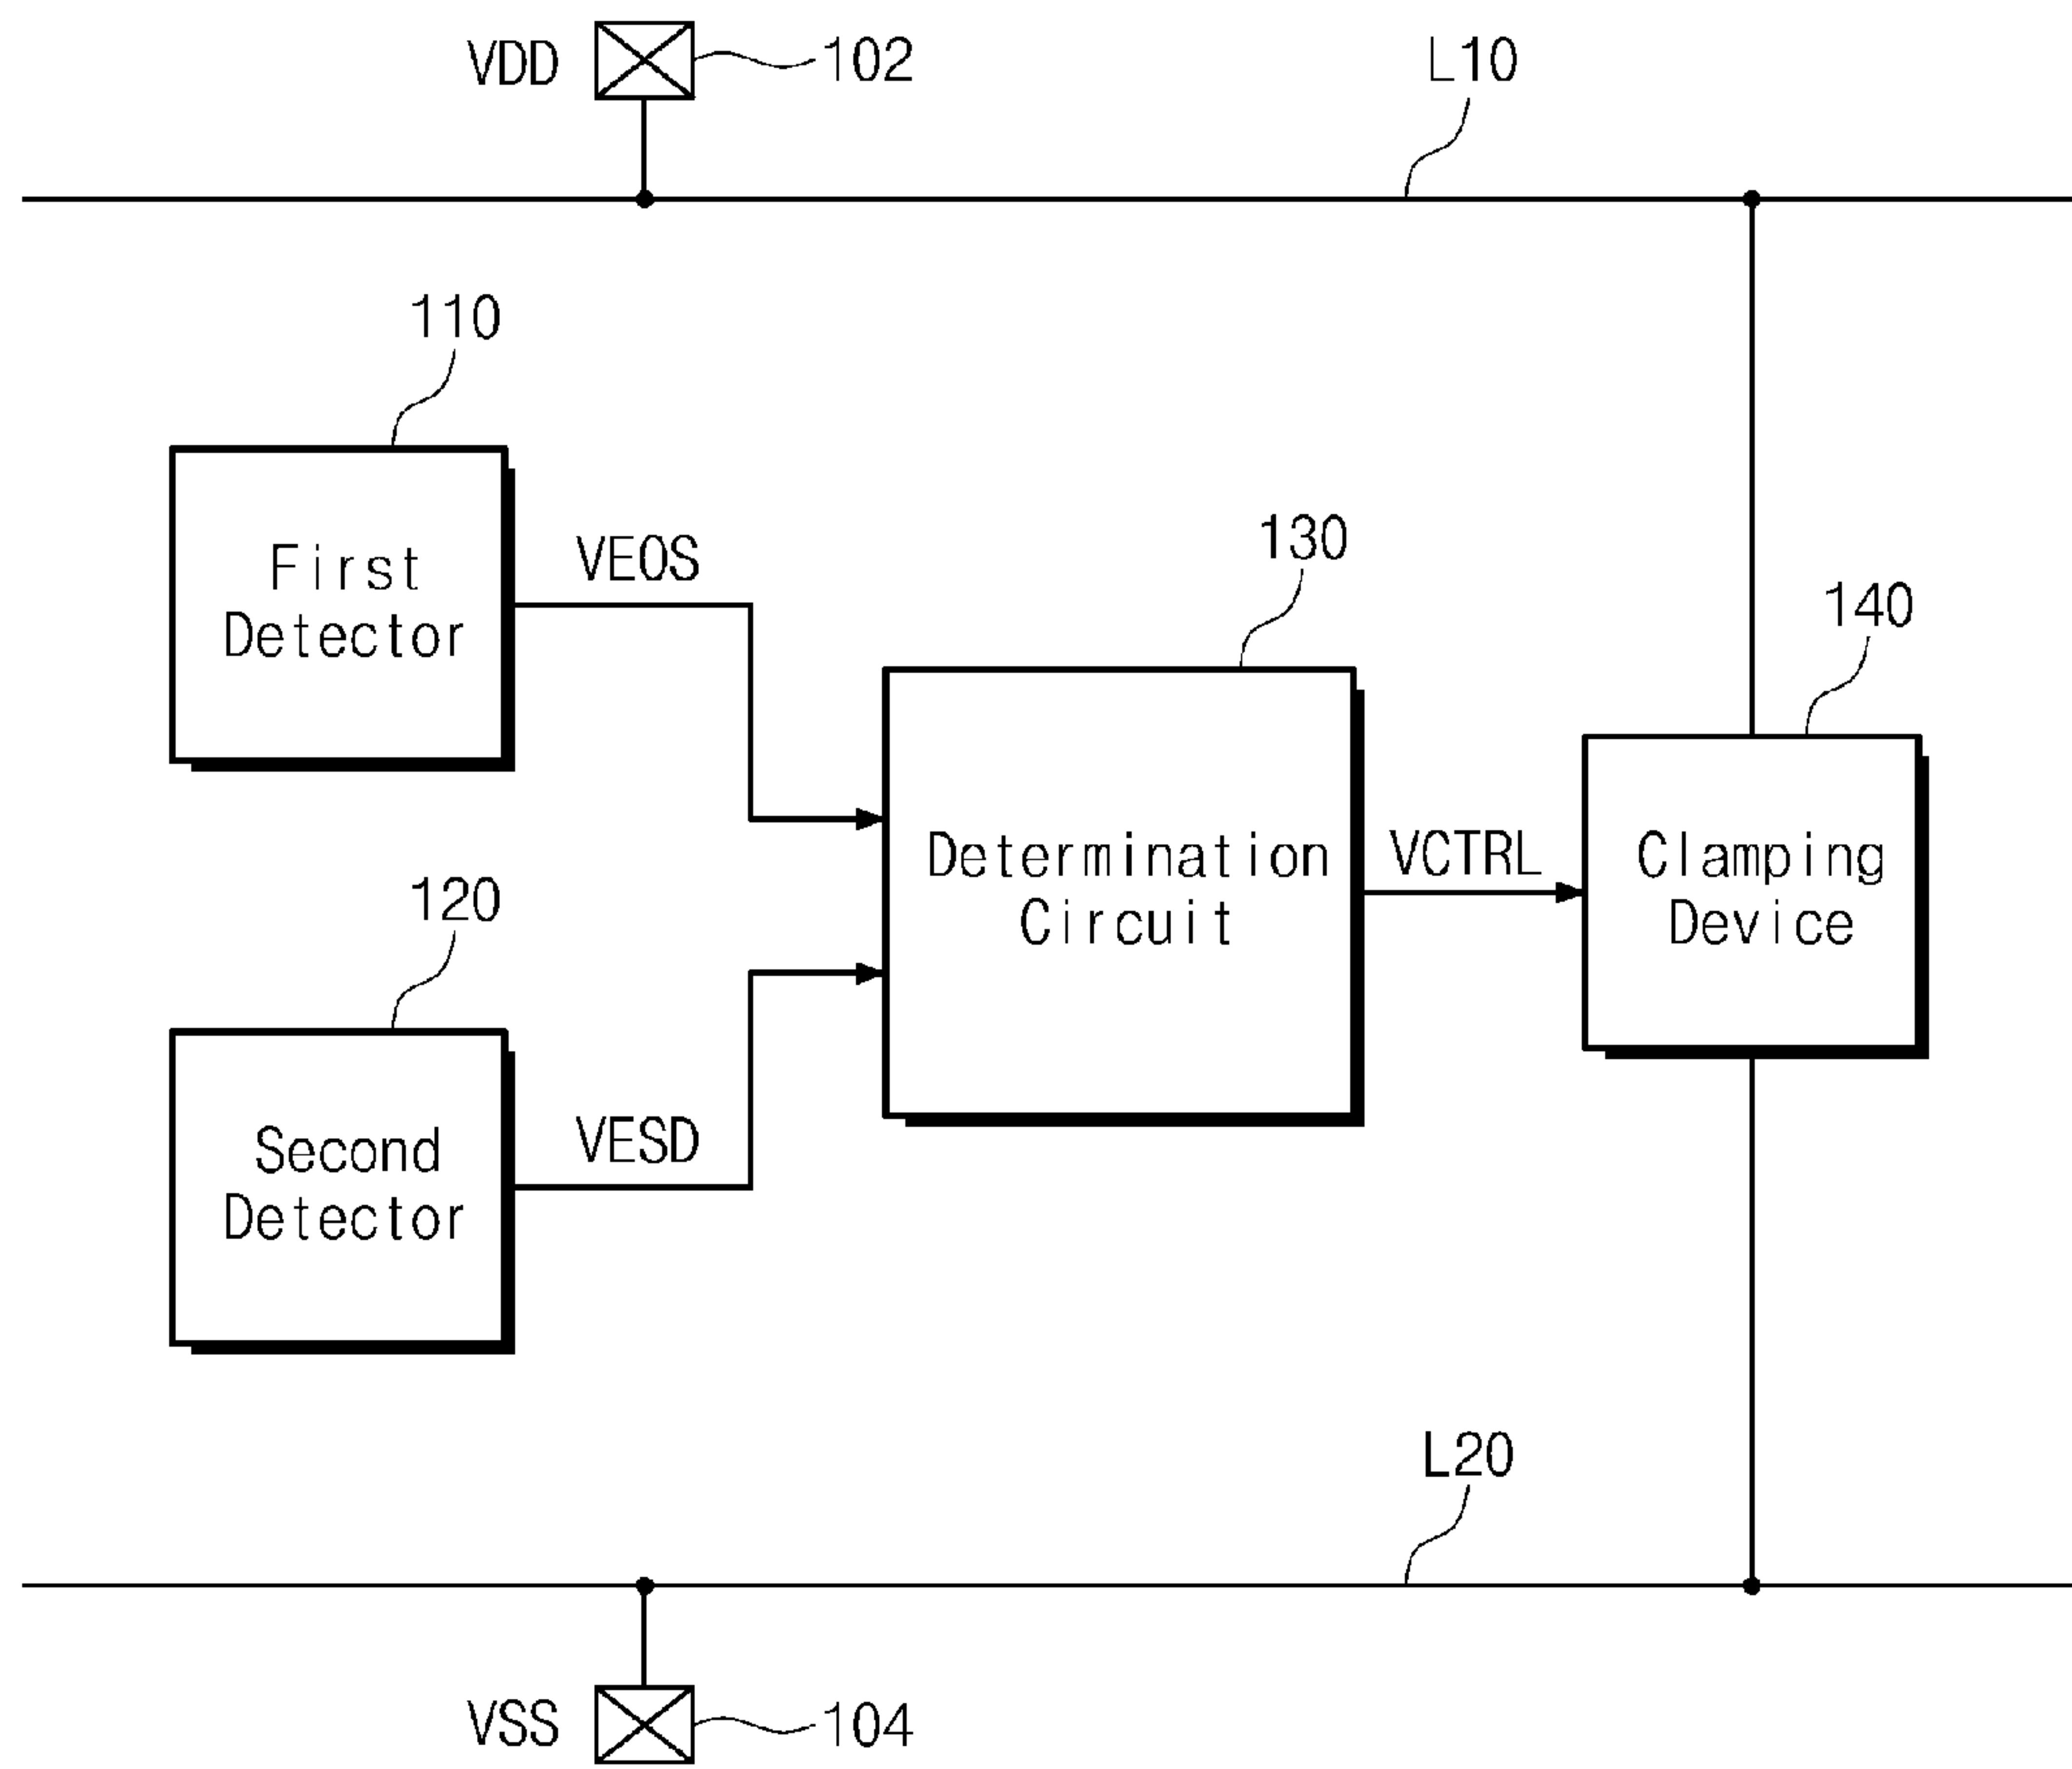 VDD
102
L10
110
First
Detector
VEOS
130
140
Determination
Circuit
VCTRL
Clamping
Device
120
Second
Detector
VESD
L20
VSS
104